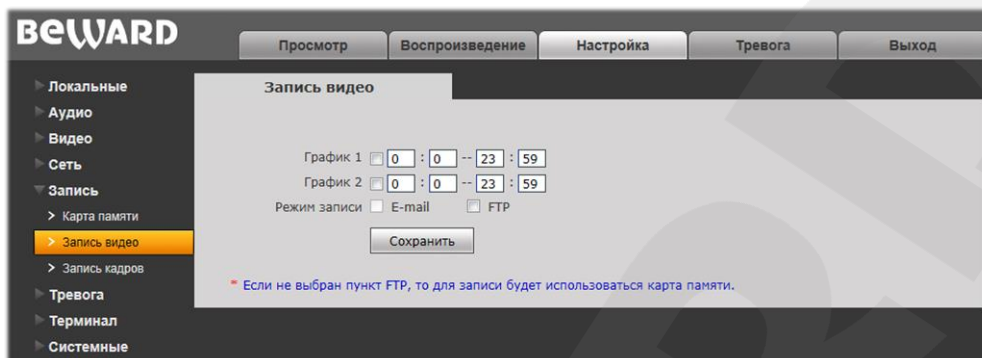 BEWARD
Просмотр Воспроизведение Настройка Тревога Выход
Локальные
Аудио
Видео
Сеть
Запись
> Карта памяти
> Запись видео
> Запись кадров
Тревога
Терминал
Системные
Запись видео
График 1 0 : 0 -- 23 : 59
График 2 0 : 0 -- 23 : 59
Режим записи E-mail FTP
Сохранить
* Если не выбран пункт FTP, то для записи будет использоваться карта памяти.